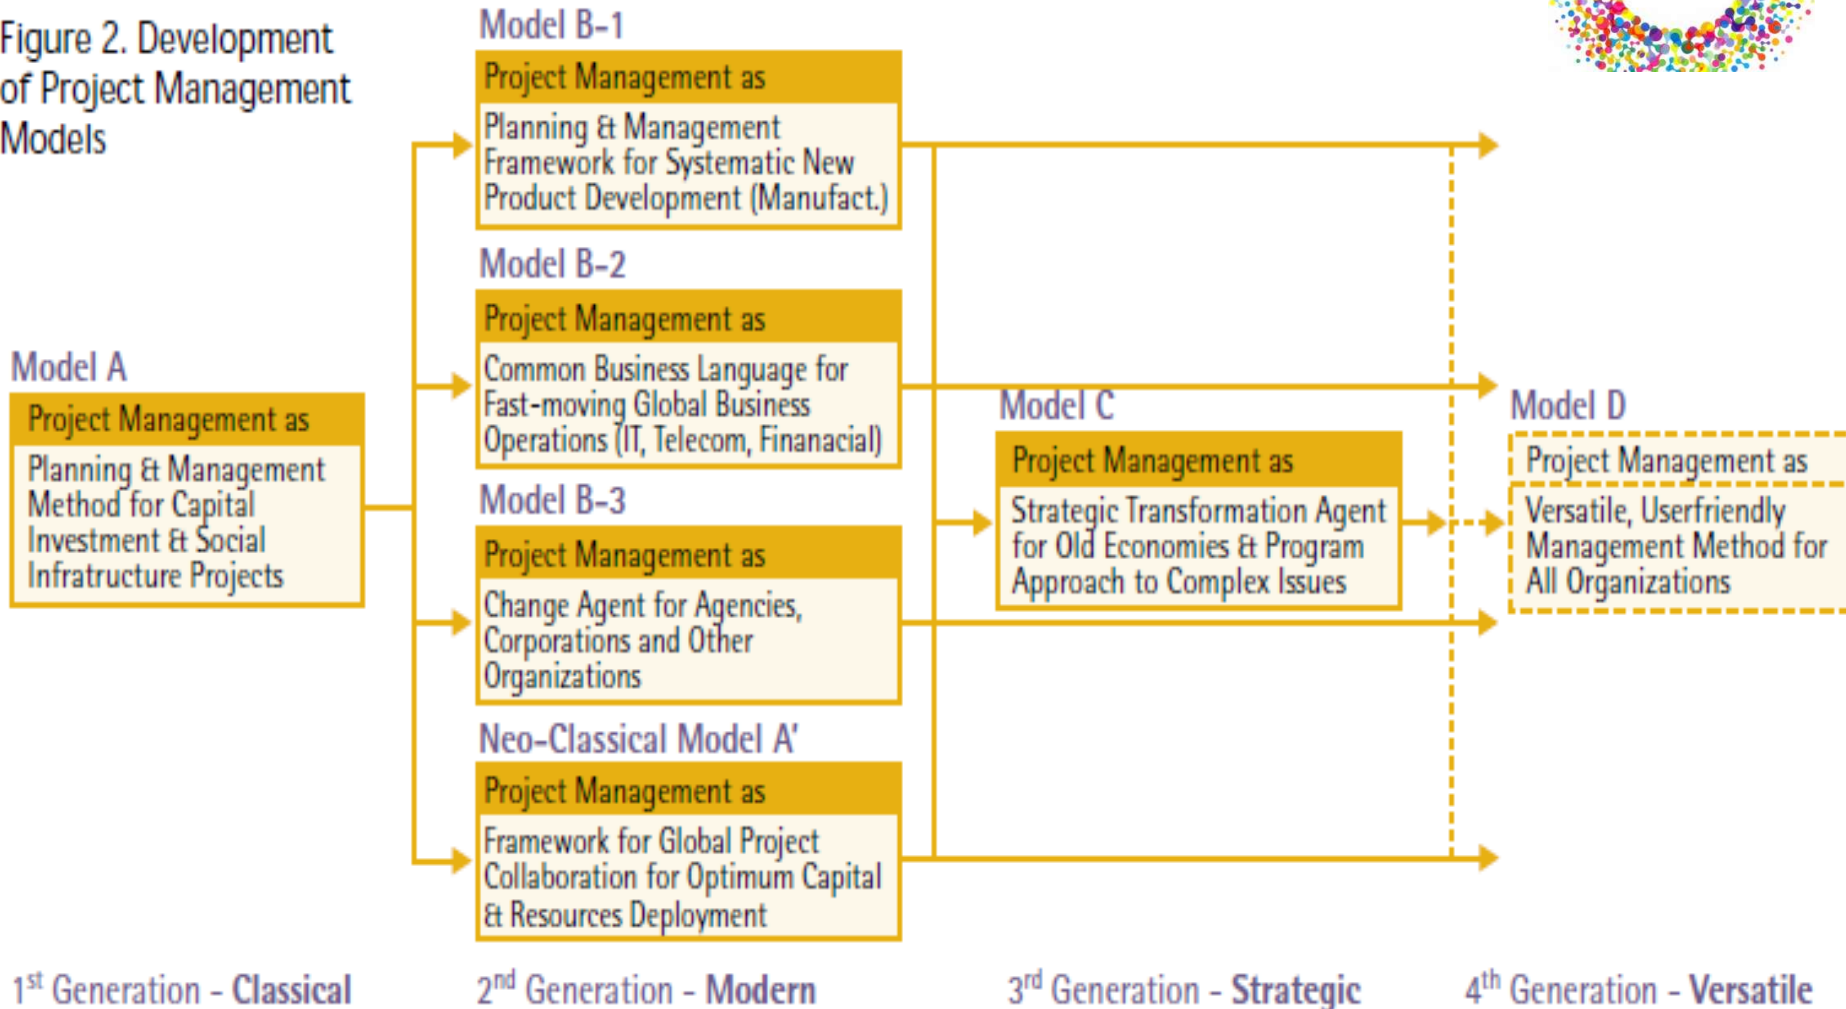 Figure 2. Development
of Project Management
Models
Model A
Project Management as
Planning & Management
Method for Capital
Investment & Social
Infratructure Projects
Model B-1
Project Management as
Planning & Management
Framework for Systematic New
Product Development (Manufact.)
Model B-2
Project Management as
Common Business Language for
Fast-moving Global Business
Operations (IT, Telecom, Finanacial)
Model B-3
Project Management as
Change Agent for Agencies,
Corporations and Other
Organizations
Neo-Classical Model A'
Project Management as
Framework for Global Project
Collaboration for Optimum Capital
& Resources Deployment
Model C
Project Management as
Strategic Transformation Agent
for Old Economies & Program
Approach to Complex Issues
Model D
Project Management as
Versatile, Userfriendly
Management Method for
All Organizations
1st Generation - Classical
2nd Generation - Modern
3rd Generation - Strategic
4th Generation - Versatile